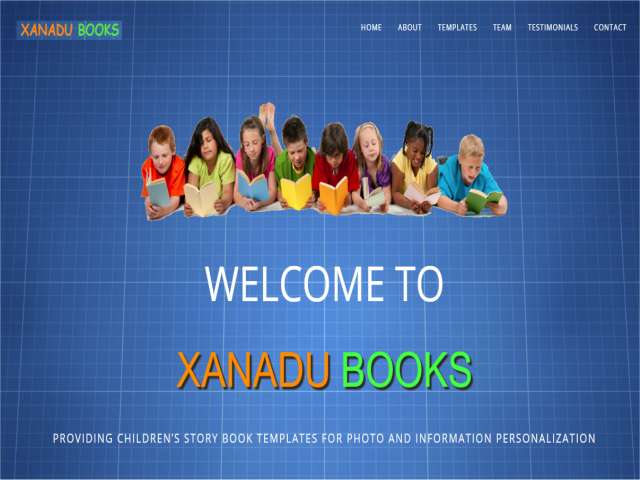 XANADU BOOKS
HOME ABOUT TEMPLATES TEAM TESTIMONIALS CONTACT
WELCOME TO
XANADU BOOKS
PROVIDING CHILDREN'S STORY BOOK TEMPLATES FOR PHOTO AND INFORMATION PERSONALIZATION